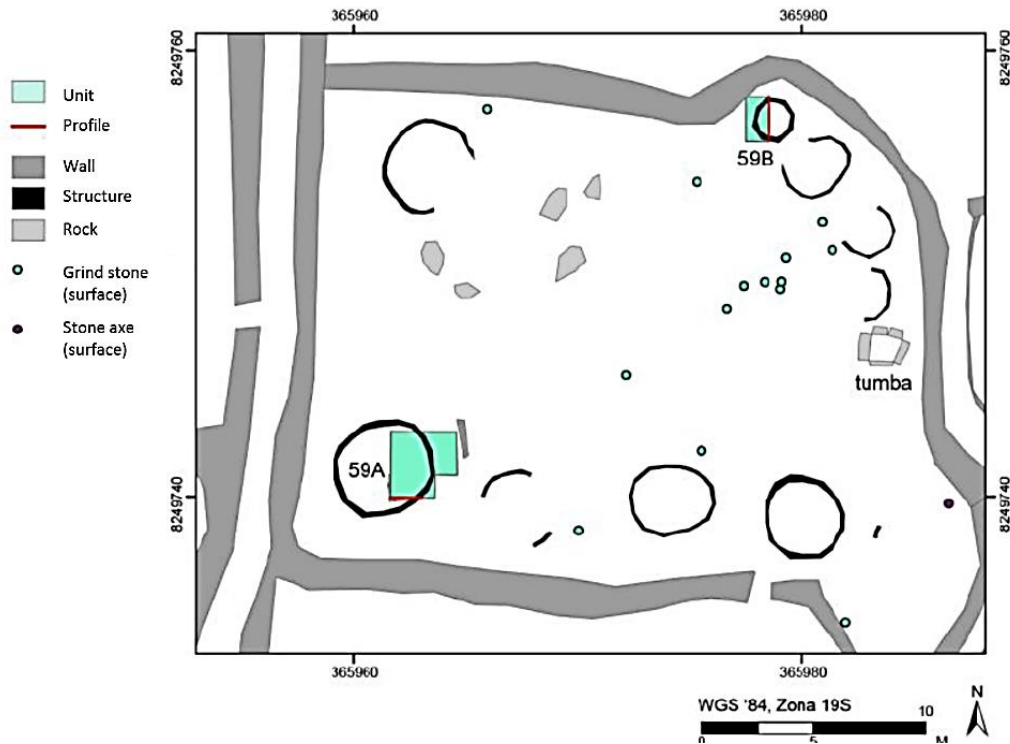 365960
365980
8249760
8249760
Unit
Profile
Wall
Structure
Rock
Grind stone
(surface)
Stone axe
(surface)
59B
tumba
59A
8249740
8249740
365960
365980
WGS '84, Zona 19S
10
N
0
5
M